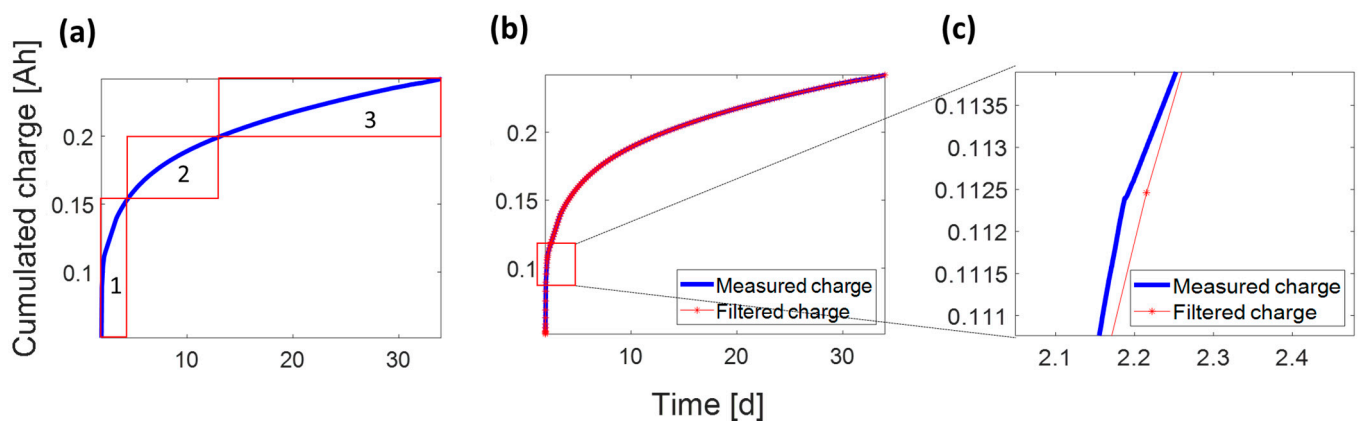 (a)
(b)
(c)
Cumulated charge [Ah]
0.2
0.15
0.1
1
2
3
10
20
30
0.2
0.15
0.1
Measured charge
Filtered charge
10
20
30
0.1135
0.113
0.1125
0.112
0.1115
0.111
Measured charge
Filtered charge
2.1
2.2
2.3
2.4
Time [d]